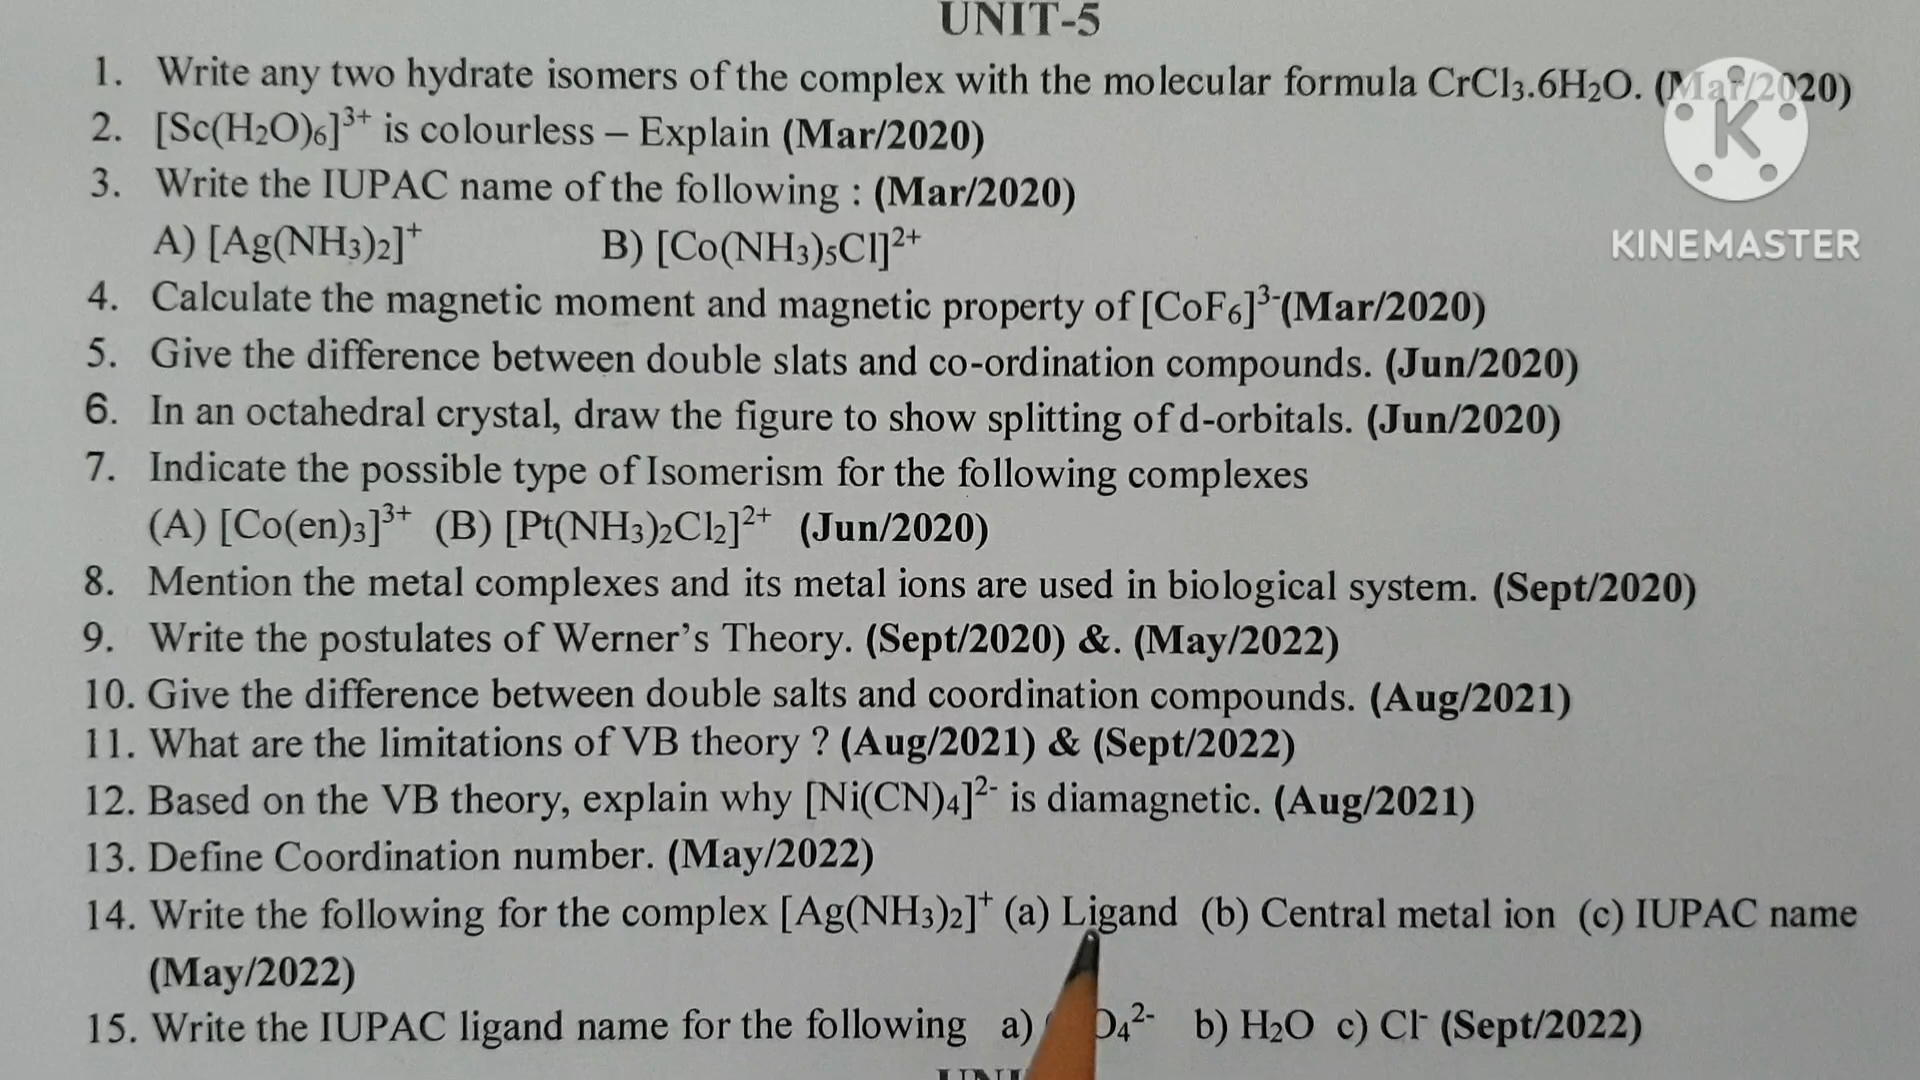 UNIT-5
1. Write any two hydrate isomers of the complex with the molecular formula CrCl₃.6H₂O. (Mar/2020)
2. [Sc(H₂O)₆]³⁺ is colourless – Explain (Mar/2020)
3. Write the IUPAC name of the following : (Mar/2020)
A) [Ag(NH₃)₂]⁺ B) [Co(NH₃)₅Cl]²⁺
4. Calculate the magnetic moment and magnetic property of [CoF₆]³⁻(Mar/2020)
5. Give the difference between double slats and co-ordination compounds. (Jun/2020)
6. In an octahedral crystal, draw the figure to show splitting of d-orbitals. (Jun/2020)
7. Indicate the possible type of Isomerism for the following complexes
(A) [Co(en)₃]³⁺ (B) [Pt(NH₃)₂Cl₂]²⁺ (Jun/2020)
8. Mention the metal complexes and its metal ions are used in biological system. (Sept/2020)
9. Write the postulates of Werner’s Theory. (Sept/2020) &. (May/2022)
10. Give the difference between double salts and coordination compounds. (Aug/2021)
11. What are the limitations of VB theory ? (Aug/2021) & (Sept/2022)
12. Based on the VB theory, explain why [Ni(CN)₄]²⁻ is diamagnetic. (Aug/2021)
13. Define Coordination number. (May/2022)
14. Write the following for the complex [Ag(NH₃)₂]⁺ (a) Ligand (b) Central metal ion (c) IUPAC name
(May/2022)
15. Write the IUPAC ligand name for the following a) O₄²⁻ b) H₂O c) Cl⁻ (Sept/2022)
K
KINEMASTER